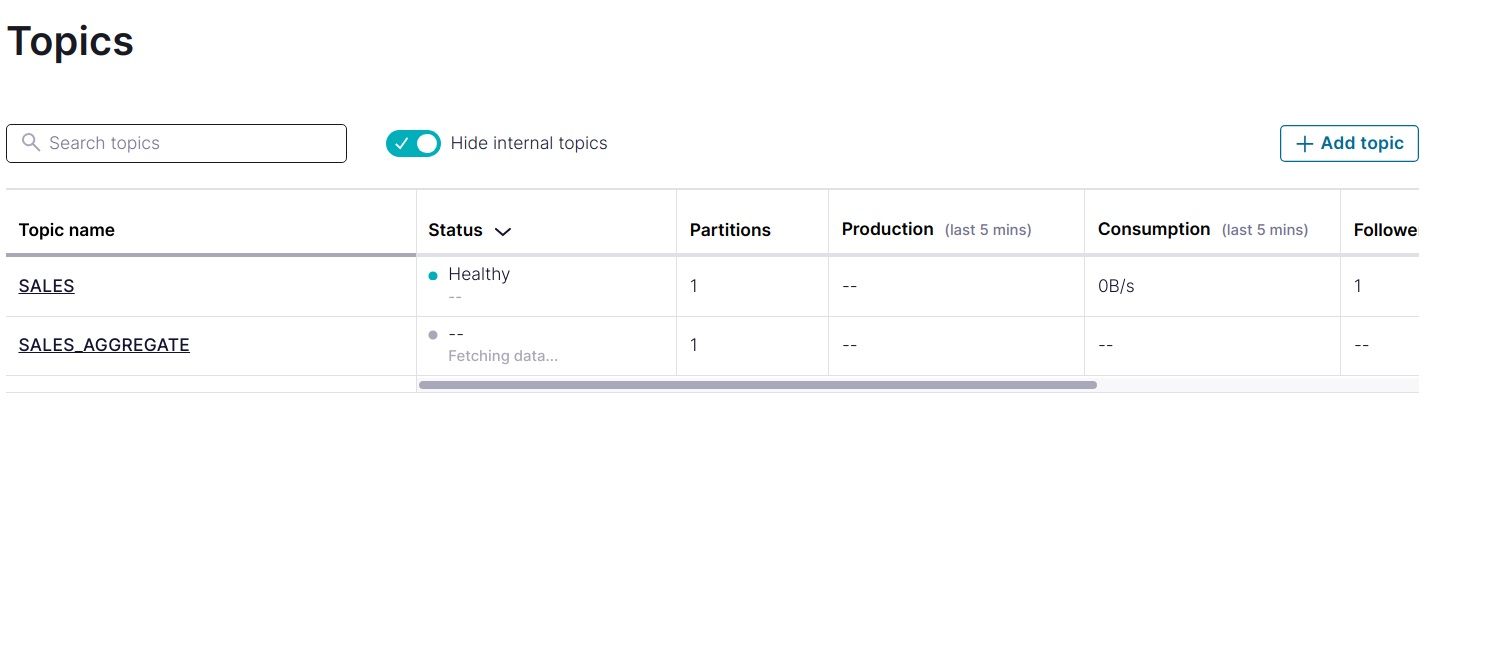 Topics
Search topics
Hide internal topics
Add topic
Topic name Status Partitions Production (last 5 mins) Consumption (last 5 mins) Followe
SALES Healthy 1 -- 0B/s 1
--
SALES_AGGREGATE -- 1 -- -- --
Fetching data...